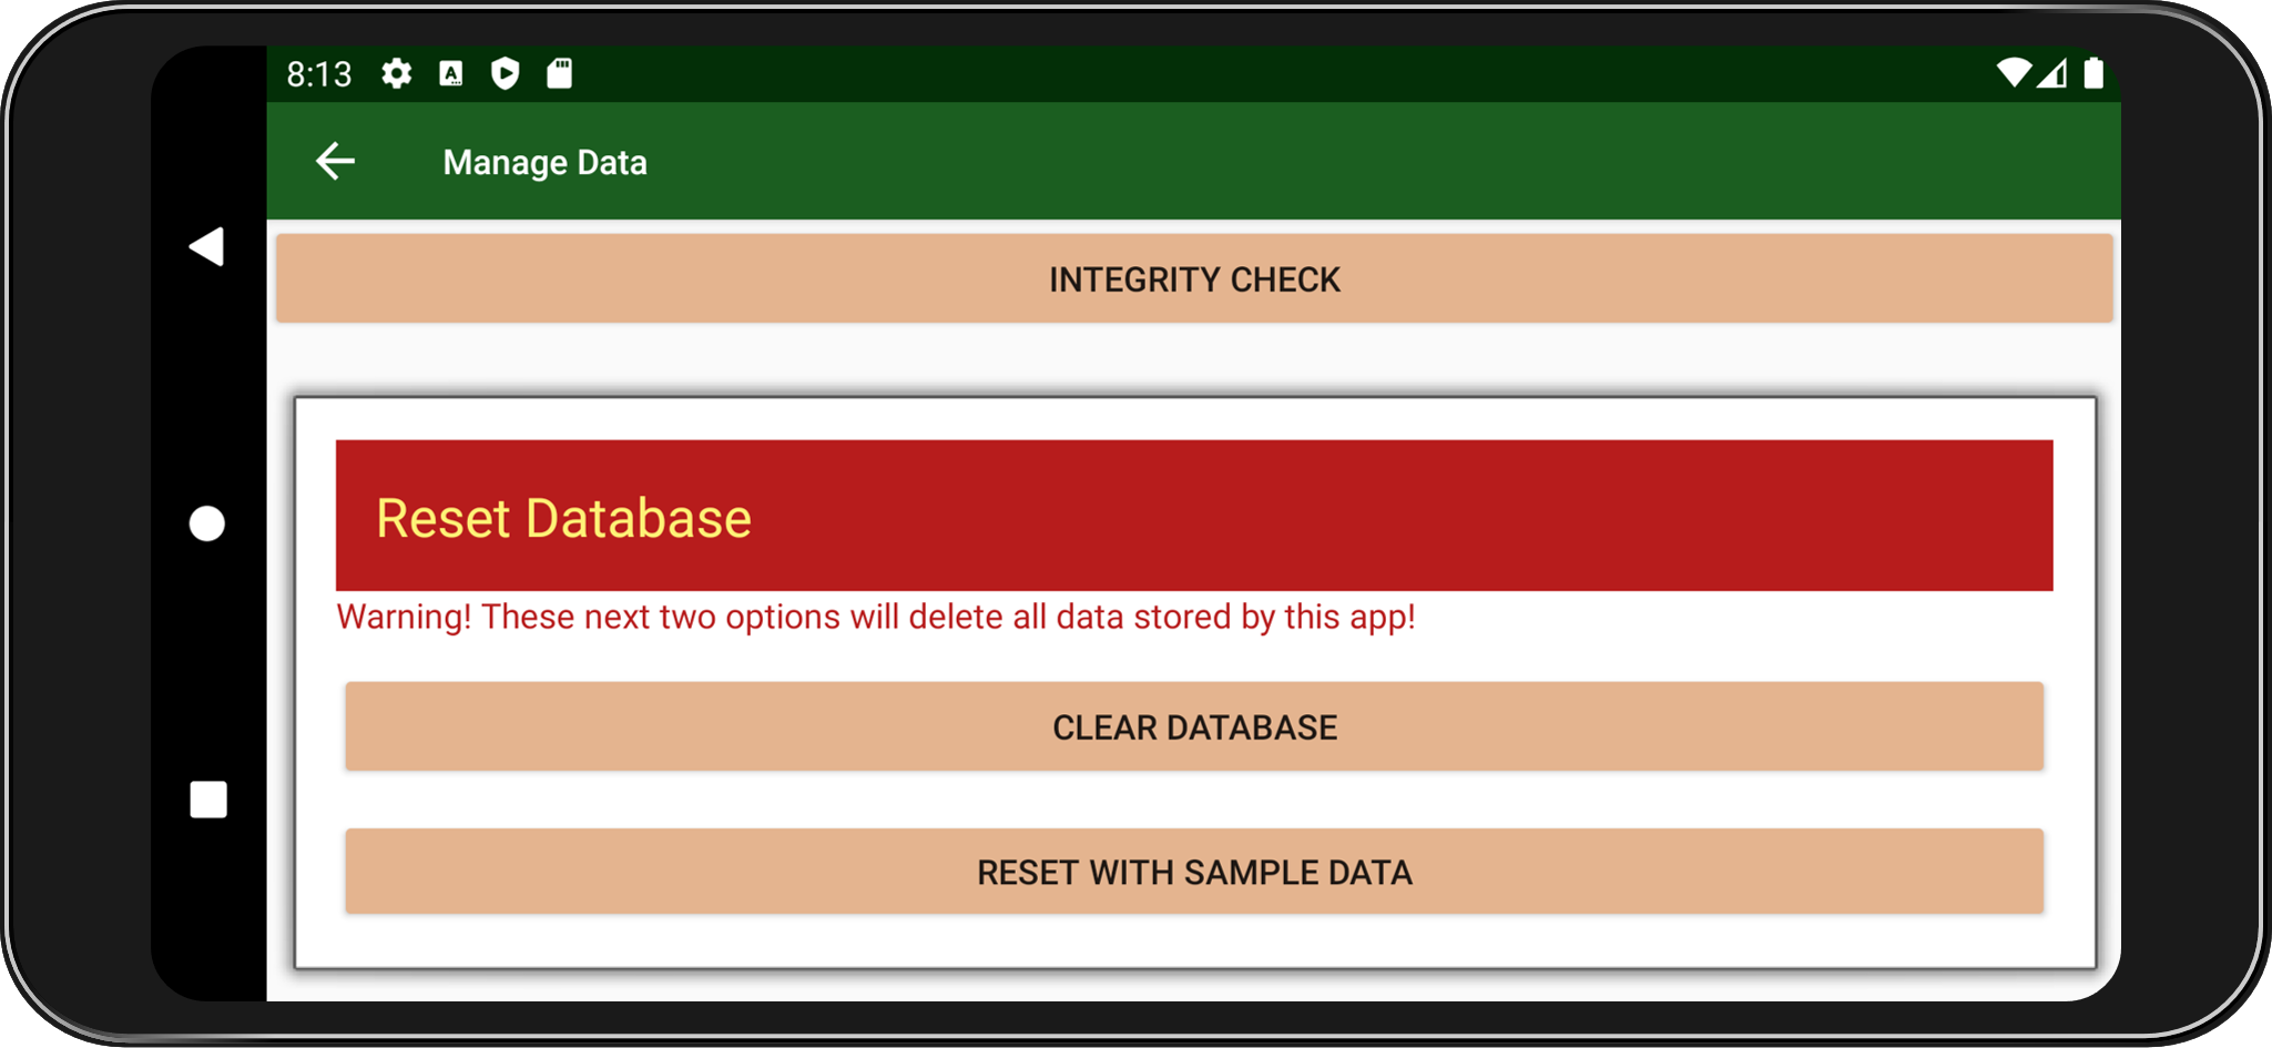 8:13
Manage Data
INTEGRITY CHECK
Reset Database
Warning! These next two options will delete all data stored by this app!
CLEAR DATABASE
RESET WITH SAMPLE DATA